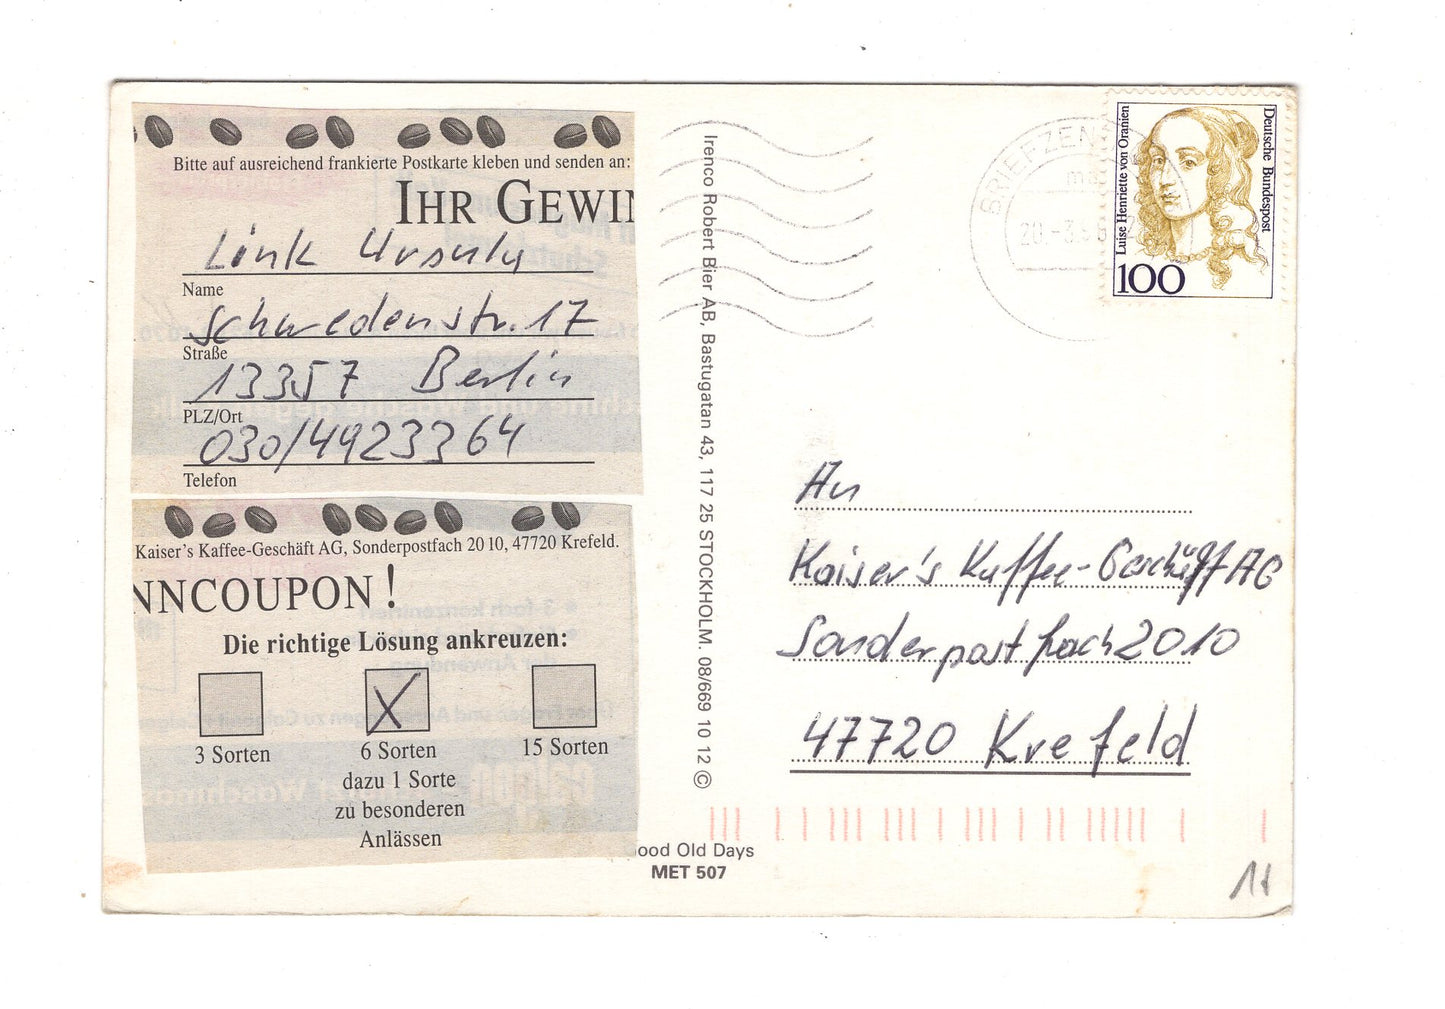 Bitte auf ausreichend frankierte Postkarte kleben und senden an:
IHR GEWIN
Link Ursula
Name
Schwedenstr. 17
Straße
13357 Berlin
PLZ/Ort
030/4923364
Telefon
Kaiser's Kaffee-Geschäft AG, Sonderpostfach 20 10, 47720 Krefeld.
NNCOUPON!
Die richtige Lösung ankreuzen:
X
3 Sorten
6 Sorten
dazu 1 Sorte
zu besonderen
Anlässen
15 Sorten
Irenco Robert Bier AB, Bastugatan 43, 117 25 STOCKHOLM. 08/669 10 12 ©
ood Old Days
MET 507
BRIEFZEN
20.-3.96
Luise Henriette von Oranien
Deutsche Bundespost
100
An
Kaiser's Kaffee-Geschäft AG
Sonderpostfach 2010
47720 Krefeld